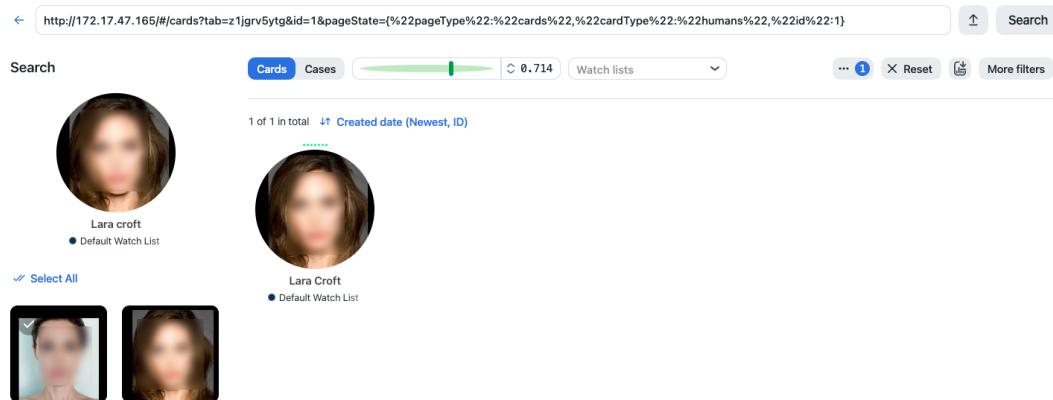 http://172.17.47.165/#/cards?tab=z1jgrv5ytg&id=1&pageState={%22pageType%22:%22cards%22,%22cardType%22:%22humans%22,%22id%22:1}
Search
Search
Cards
Cases
0.714
Watch lists
... 1
Reset
More filters
1 of 1 in total
Created date (Newest, ID)
Lara croft
Default Watch List
Select All
Lara Croft
Default Watch List